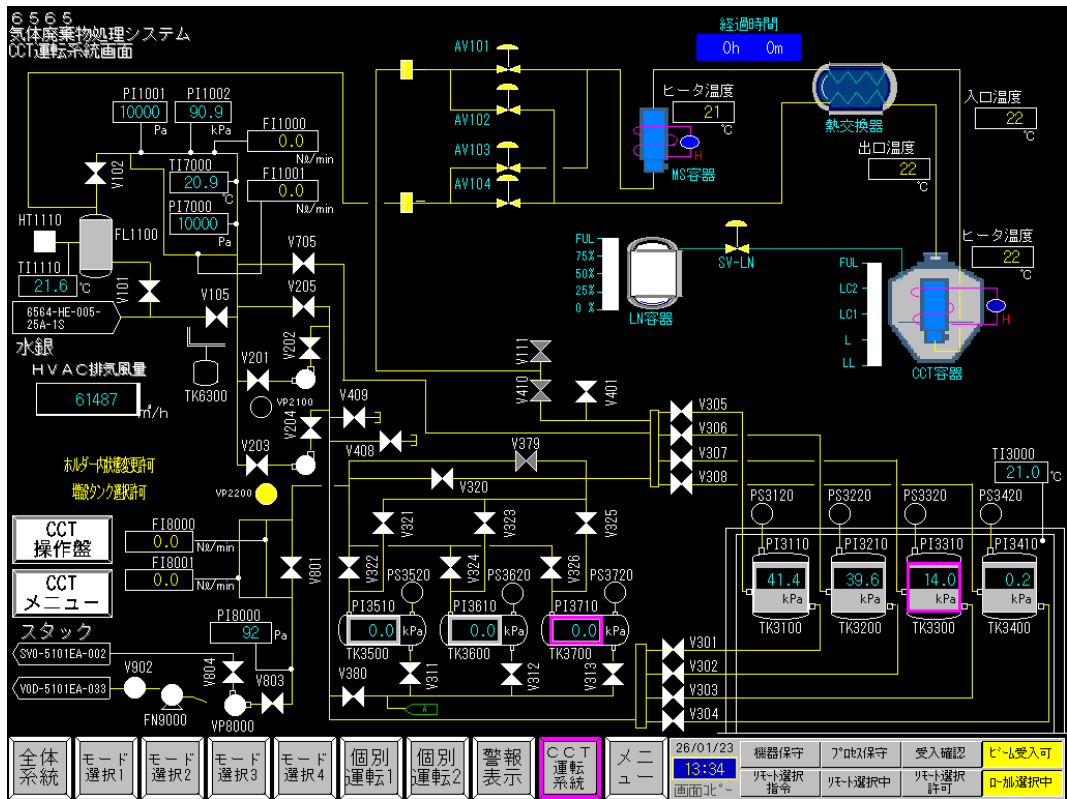 6565
気体廃棄物処理システム
CCT運転系統画面
経過時間
0h 0m
AV101
AV102
AV103
AV104
ヒータ温度
21
℃
MS容器
熱交換器
入口温度
22
℃
出口温度
22
℃
ヒータ温度
22
℃
H
H
PI1001
10000
Pa
PI1002
90.9
kPa
FI1000
0.0
Nℓ/min
FI1001
0.0
Nℓ/min
TI7000
20.9
℃
PI7000
10000
Pa
V102
HT1110
FL1100
TI1110
21.6
℃
V101
6564-HE-005-
25A-1S
V105
V705
V205
水銀
HVAC排気風量
61487
㎥/h
TK6300
V201
V202
VP2100
V203
V204
VP2200
V409
V408
ホルダー内状態変更許可
増設タンク選択許可
FUL
75%
50%
25%
0 %
LN容器
SV-LN
FUL
LC2
LC1
L
LL
CCT容器
V111
V410
V401
V305
V306
V307
V308
V379
V320
V321
V323
V325
V322
V324
V326
CCT
操作盤
CCT
メニュー
FI8000
0.0
Nℓ/min
FI8001
0.0
Nℓ/min
V801
PI8000
92
Pa
スタック
SVO-5101EA-002
VOD-5101EA-033
V902
FN9000
V804
VP8000
V803
PS3520
PS3620
PS3720
PI3510
0.0
kPa
TK3500
PI3610
0.0
kPa
TK3600
PI3710
0.0
kPa
TK3700
V311
V312
V313
V380
A
V301
V302
V303
V304
TI3000
21.0
℃
PS3120
PS3220
PS3320
PS3420
PI3110
41.4
kPa
TK3100
PI3210
39.6
kPa
TK3200
PI3310
14.0
kPa
TK3300
PI3410
0.2
kPa
TK3400
全体
系統
モード
選択1
モード
選択2
モード
選択3
モード
選択4
個別
運転1
個別
運転2
警報
表示
CCT
運転
系統
メニ
ュー
26/01/23
13:34
画面コピー
機器保守
プロセス保守
受入確認
ビーム受入可
リモート選択
指令
リモート選択中
リモート選択
許可
ローカル選択中